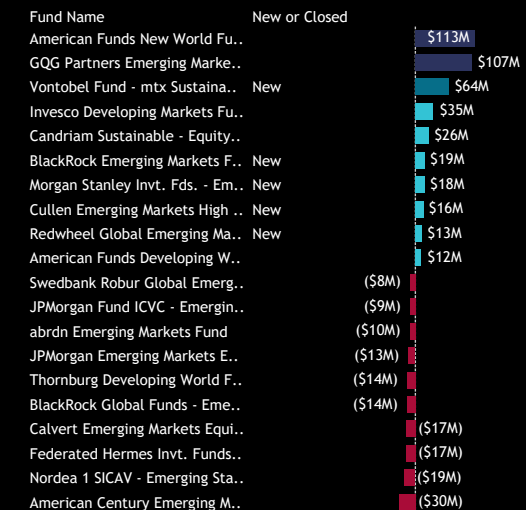 Fund Name New or Closed
American Funds New World Fu.. $113M
GQG Partners Emerging Marke.. $107M
Vontobel Fund - mtx Sustaina.. New $64M
Invesco Developing Markets Fu.. $35M
Candriam Sustainable - Equity.. $26M
BlackRock Emerging Markets F.. New $19M
Morgan Stanley Invt. Fds. - Em.. New $18M
Cullen Emerging Markets High .. New $16M
Redwheel Global Emerging Ma.. New $13M
American Funds Developing W.. $12M
Swedbank Robur Global Emerg.. ($8M)
JPMorgan Fund ICVC - Emergin.. ($9M)
abrdn Emerging Markets Fund ($10M)
JPMorgan Emerging Markets E.. ($13M)
Thornburg Developing World F.. ($14M)
BlackRock Global Funds - Eme.. ($14M)
Calvert Emerging Markets Equi.. ($17M)
Federated Hermes Invt. Funds.. ($17M)
Nordea 1 SICAV - Emerging Sta.. ($19M)
American Century Emerging M.. ($30M)